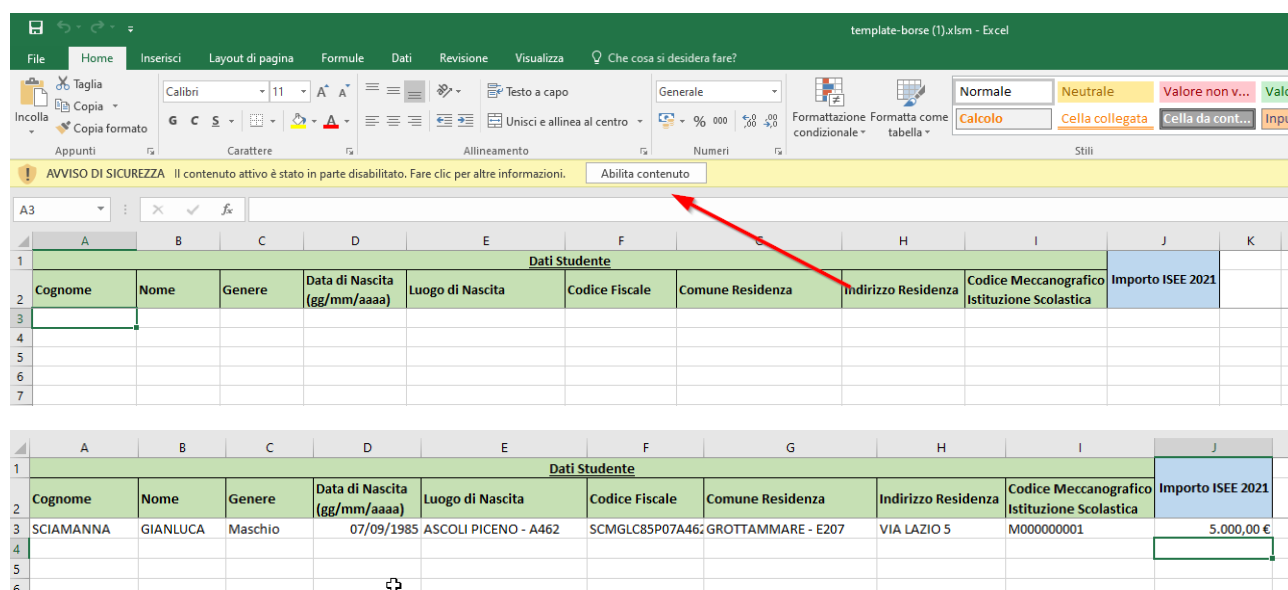 template-borse (1).xlsm - Excel
File Home Inserisci Layout di pagina Formule Dati Revisione Visualizza Che cosa si desidera fare?
Incolla Taglia Copia Copia formato
Calibri 11
G C S A
Testo a capo
Unisci e allinea al centro
Generale
% 000
Formattazione condizionale Formatta come tabella
Normale Neutrale Valore non v... Valo
Calcolo Cella collegata Cella da cont... Inpu
Appunti Carattere Allineamento Numeri Stili
AVVISO DI SICUREZZA Il contenuto attivo è stato in parte disabilitato. Fare clic per altre informazioni. Abilita contenuto
A3 fx
A B C D E F G H I J K
1 Dati Studente
2 Cognome Nome Genere Data di Nascita (gg/mm/aaaa) Luogo di Nascita Codice Fiscale Comune Residenza Indirizzo Residenza Codice Meccanografico Istituzione Scolastica Importo ISEE 2021
3
4
5
6
7
A B C D E F G H I J
1 Dati Studente
2 Cognome Nome Genere Data di Nascita (gg/mm/aaaa) Luogo di Nascita Codice Fiscale Comune Residenza Indirizzo Residenza Codice Meccanografico Istituzione Scolastica Importo ISEE 2021
3 SCIAMANNA GIANLUCA Maschio 07/09/1985 ASCOLI PICENO - A462 SCMGLC85P07A462 GROTTAMMARE - E207 VIA LAZIO 5 M000000001 5.000,00 €
4
5
6